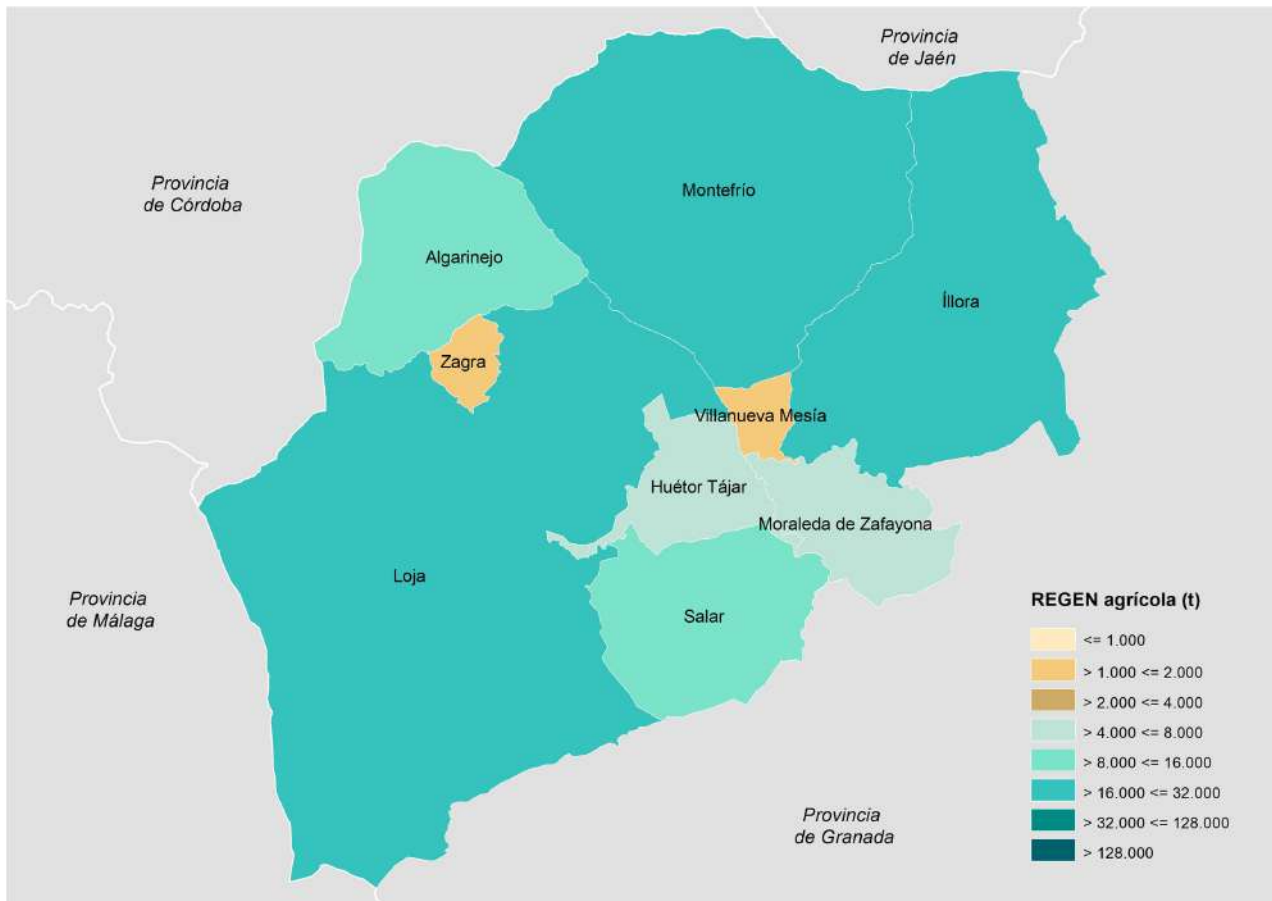 Provincia
de Jaén
Provincia
de Córdoba
Montefrío
Algarinejo
Íllora
Zagra
Villanueva Mesía
Huétor Tájar
Moraleda de Zafayona
Loja
Provincia
de Málaga
Salar
Provincia
de Granada
REGEN agrícola (t)
<= 1.000
> 1.000 <= 2.000
> 2.000 <= 4.000
> 4.000 <= 8.000
> 8.000 <= 16.000
> 16.000 <= 32.000
> 32.000 <= 128.000
> 128.000